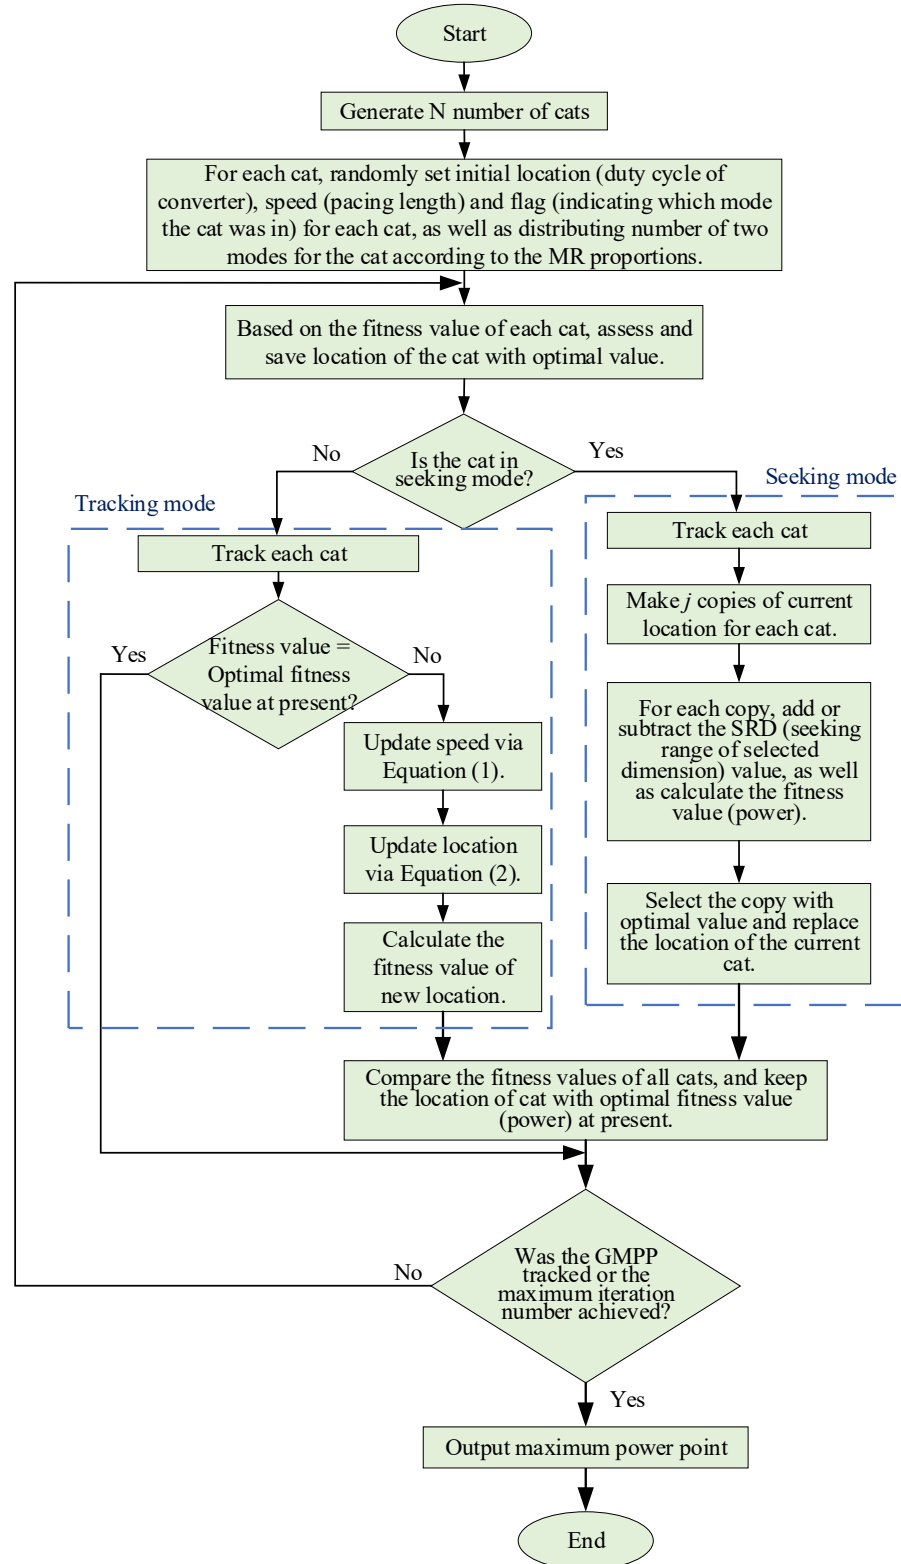 Start
Generate N number of cats
For each cat, randomly set initial location (duty cycle of
converter), speed (pacing length) and flag (indicating which mode
the cat was in) for each cat, as well as distributing number of two
modes for the cat according to the MR proportions.
Based on the fitness value of each cat, assess and
save location of the cat with optimal value.
Is the cat in
seeking mode?
No
Yes
Tracking mode
Track each cat
Fitness value =
Optimal fitness
value at present?
Yes
No
Update speed via
Equation (1).
Update location
via Equation (2).
Calculate the
fitness value of
new location.
Seeking mode
Track each cat
Make j copies of current
location for each cat.
For each copy, add or
subtract the SRD (seeking
range of selected
dimension) value, as well
as calculate the fitness
value (power).
Select the copy with
optimal value and replace
the location of the current
cat.
Compare the fitness values of all cats, and keep
the location of cat with optimal fitness value
(power) at present.
Was the GMPP
tracked or the
maximum iteration
number achieved?
No
Yes
Output maximum power point
End